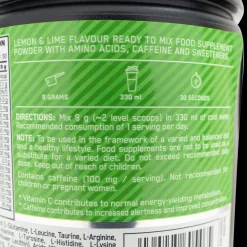 LEMON & LIME FLAVOUR READY TO MIX FOOD SUPPLEMENT
POWDER WITH AMINO ACIDS, CAFFEINE AND SWEETENERS.
9 GRAMS
330 ml
30 SECONDS
DIRECTIONS: Mix 9 g (~2 level scoops) in 330 ml of cold water.
Recommended consumption of 1 serving per day.
NOTE: To be used in the framework of a varied and balanced diet
and a healthy lifestyle. Food supplements are not to be used as a
substitute for a varied diet. Do not exceed recommended daily
dose. Keep out of reach of children.
Contains caffeine (100 mg / serving). Not recommended for
children or pregnant women.
* Vitamin C contributes to normal energy-yielding
* Caffeine contributes to increased alertness and improved
L-Glutamine, L-Leucine, Taurine, L-Arginine,
L-Tyrosine,
L-Histidine, L-Lysine